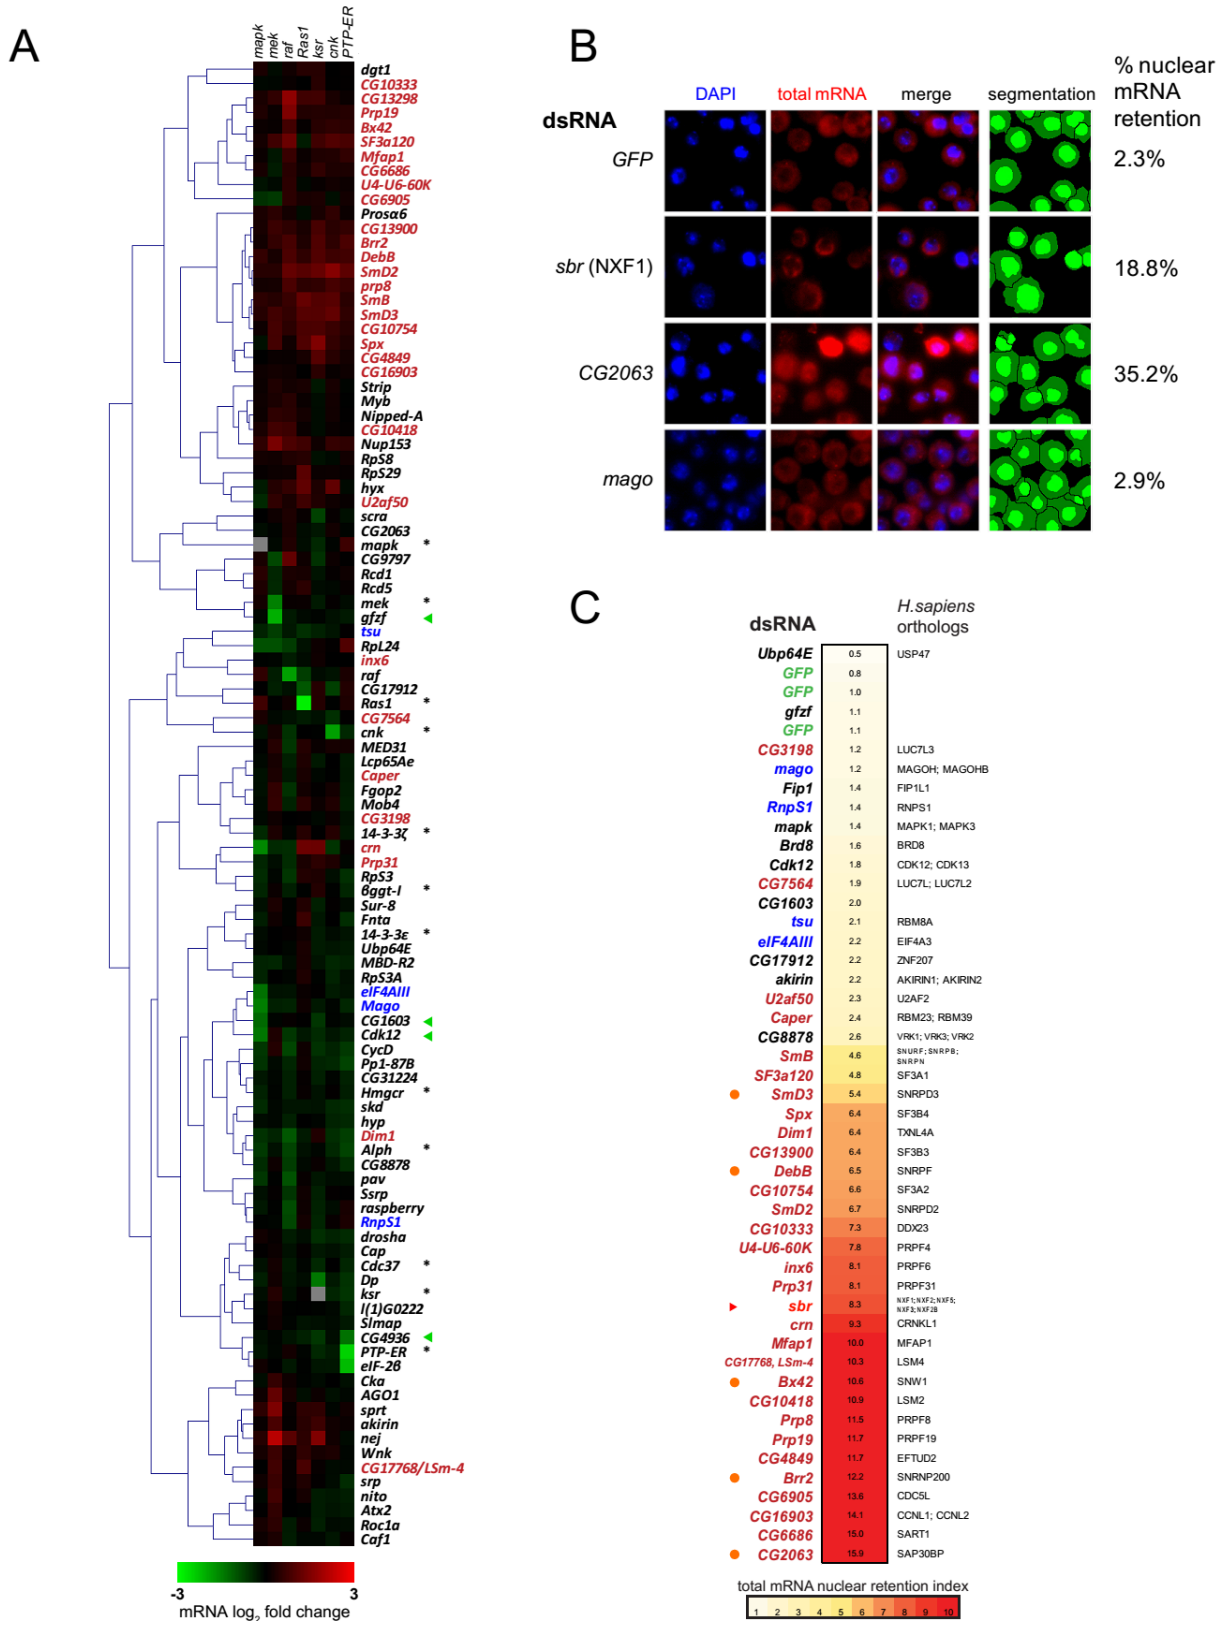 A
mapk
mek
raf
Ras1
ksr
cnk
PTP-ER
dgt1
CG10333
CG13298
Prp19
Bx42
SF3a120
Mfap1
CG6686
U4-U6-60K
CG6905
Prosα6
CG13900
Brr2
DebB
SmD2
prp8
SmB
SmD3
CG10754
Spx
CG4849
CG16903
Strip
Myb
Nipped-A
CG10418
Nup153
RpS8
RpS29
hyx
U2af50
scra
CG2063
mapk *
CG9797
Rcd1
Rcd5
mek *
gfzf
tsu
RpL24
inx6
raf
CG17912
Ras1 *
CG7564
cnk *
MED31
Lcp65Ae
Caper
Fgop2
Mob4
CG3198
14-3-3ζ *
crn
Prp31
RpS3
βggt-I *
Sur-8
Fnta
14-3-3ε *
Ubp64E
MBD-R2
RpS3A
eIF4AIII
Mago
CG1603
Cdk12
CycD
Pp1-87B
CG31224
Hmgcr *
skd
hyp
Dim1
Alph *
CG8878
pav
Ssrp
raspberry
RnpS1
drosha
Cap
Cdc37 *
Dp
ksr *
l(1)G0222
Slmap
CG4936
PTP-ER *
eIF-2β
Cka
AGO1
sprt
akirin
nej
Wnk
CG17768/LSm-4
srp
nito
Atx2
Roc1a
Caf1
-3 3
mRNA log2 fold change
B
% nuclear
mRNA
retention
DAPI total mRNA merge segmentation
dsRNA
GFP 2.3%
sbr (NXF1) 18.8%
CG2063 35.2%
mago 2.9%
C
dsRNA
H.sapiens
orthologs
Ubp64E 0.5 USP47
GFP 0.8
GFP 1.0
gfzf 1.1
GFP 1.1
CG3198 1.2 LUC7L3
mago 1.2 MAGOH; MAGOHB
Fip1 1.4 FIP1L1
RnpS1 1.4 RNPS1
mapk 1.4 MAPK1; MAPK3
Brd8 1.6 BRD8
Cdk12 1.8 CDK12; CDK13
CG7564 1.9 LUC7L; LUC7L2
CG1603 2.0
tsu 2.1 RBM8A
eIF4AIII 2.2 EIF4A3
CG17912 2.2 ZNF207
akirin 2.2 AKIRIN1; AKIRIN2
U2af50 2.3 U2AF2
Caper 2.4 RBM23; RBM39
CG8878 2.6 VRK1; VRK3; VRK2
SmB 4.6 SNURF; SNRPB;
SNRPN
SF3a120 4.8 SF3A1
SmD3 5.4 SNRPD3
Spx 6.4 SF3B4
Dim1 6.4 TXNL4A
CG13900 6.4 SF3B3
DebB 6.5 SNRPF
CG10754 6.6 SF3A2
SmD2 6.7 SNRPD2
CG10333 7.3 DDX23
U4-U6-60K 7.8 PRPF4
inx6 8.1 PRPF6
Prp31 8.1 PRPF31
sbr 8.3 NXF1; NXF2; NXF5;
NXF3; NXF2B
crn 9.3 CRNKL1
Mfap1 10.0 MFAP1
CG17768, LSm-4 10.3 LSM4
Bx42 10.6 SNW1
CG10418 10.9 LSM2
Prp8 11.5 PRPF8
Prp19 11.7 PRPF19
CG4849 11.7 EFTUD2
Brr2 12.2 SNRNP200
CG6905 13.6 CDC5L
CG16903 14.1 CCNL1; CCNL2
CG6686 15.0 SART1
CG2063 15.9 SAP30BP
total mRNA nuclear retention index
1 2 3 4 5 6 7 8 9 10